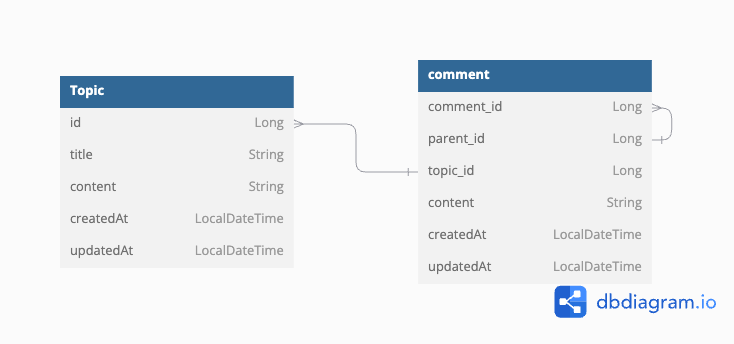 Topic
id Long
title String
content String
createdAt LocalDateTime
updatedAt LocalDateTime
comment
comment_id Long
parent_id Long
topic_id Long
content String
createdAt LocalDateTime
updatedAt LocalDateTime
dbdiagram.io